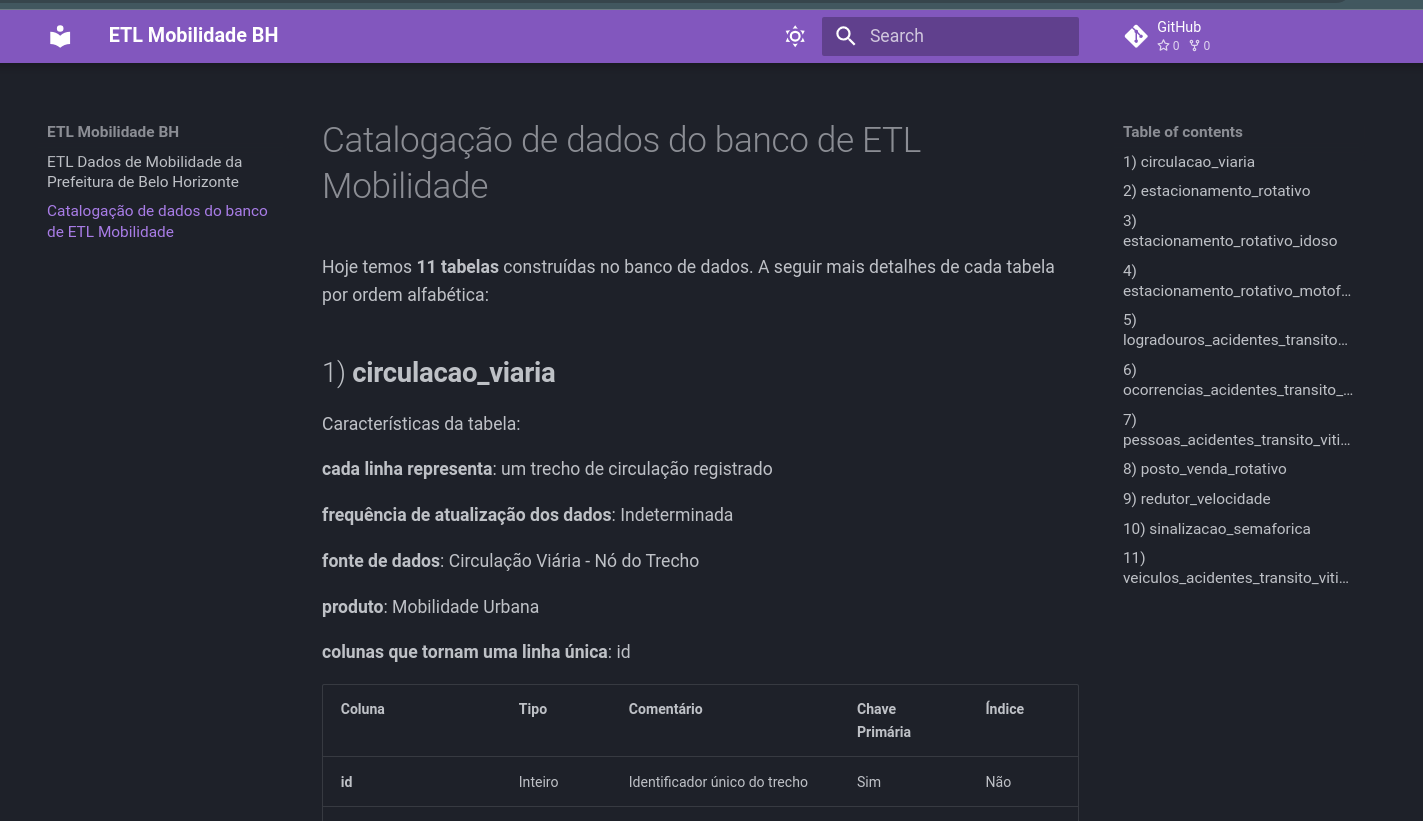 ETL Mobilidade BH
Search
GitHub
0 0
ETL Mobilidade BH
ETL Dados de Mobilidade da
Prefeitura de Belo Horizonte
Catalogação de dados do banco
de ETL Mobilidade
Catalogação de dados do banco de ETL
Mobilidade
Hoje temos 11 tabelas construídas no banco de dados. A seguir mais detalhes de cada tabela
por ordem alfabética:
1) circulacao_viaria
Características da tabela:
cada linha representa: um trecho de circulação registrado
frequência de atualização dos dados: Indeterminada
fonte de dados: Circulação Viária - Nó do Trecho
produto: Mobilidade Urbana
colunas que tornam uma linha única: id
Coluna Tipo Comentário Chave Primária Índice
id Inteiro Identificador único do trecho Sim Não
Table of contents
1) circulacao_viaria
2) estacionamento_rotativo
3)
estacionamento_rotativo_idoso
4)
estacionamento_rotativo_motof…
5)
logradouros_acidentes_transito…
6)
ocorrencias_acidentes_transito_…
7)
pessoas_acidentes_transito_viti…
8) posto_venda_rotativo
9) redutor_velocidade
10) sinalizacao_semaforica
11)
veiculos_acidentes_transito_viti…